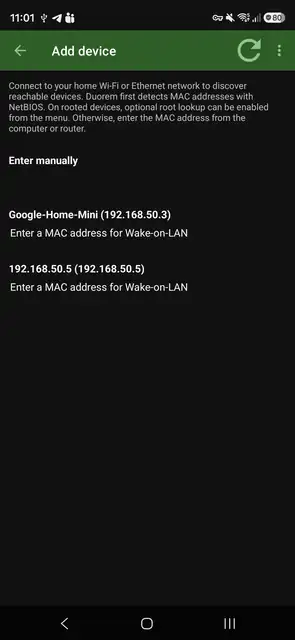 11:01
80
Add device
Connect to your home Wi-Fi or Ethernet network to discover
reachable devices. Duorem first detects MAC addresses with
NetBIOS. On rooted devices, optional root lookup can be enabled
from the menu. Otherwise, enter the MAC address from the
computer or router.
Enter manually
Google-Home-Mini (192.168.50.3)
Enter a MAC address for Wake-on-LAN
192.168.50.5 (192.168.50.5)
Enter a MAC address for Wake-on-LAN